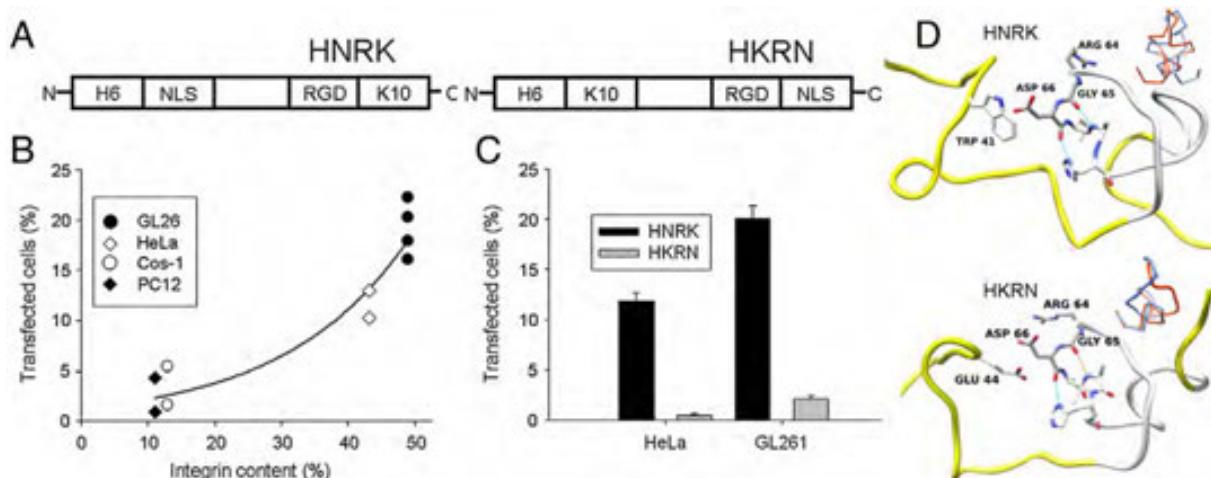 A
HNRK
N H6 NLS RGD K10 C
HKRN
N H6 K10 RGD NLS C
B
Transfected cells (%)
25
20
15
10
5
0
GL26
HeLa
Cos-1
PC12
0 10 20 30 40 50
Integrin content (%)
C
Transfected cells (%)
25
20
15
10
5
0
HNRK
HKRN
HeLa GL261
D
HNRK
ARG 64
ASP 66
GLY 65
TRP 41
HKRN
ARG 64
ASP 66
GLY 65
GLU 44